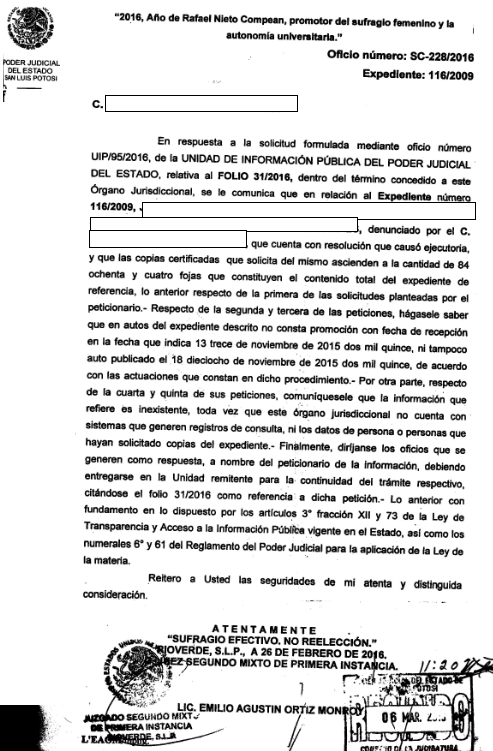 "2016, Año de Rafael Nieto Compean, promotor del sufragio femenino y la
autonomía universitaria."
PODER JUDICIAL
DEL ESTADO
SAN LUIS POTOSI
Oficio número: SC-228/2016
Expediente: 116/2009
C.
En respuesta a la solicitud formulada mediante oficio número
UIP/95/2016, de la UNIDAD DE INFORMACIÓN PÚBLICA DEL PODER JUDICIAL
DEL ESTADO, relativa al FOLIO 31/2016, dentro del término concedido a este
Órgano Jurisdiccional, se le comunica que en relación al Expediente número
116/2009,
, denunciado por el C.
, que cuenta con resolución que causó ejecutoria,
y que las copias certificadas que solicita del mismo ascienden a la cantidad de 84
ochenta y cuatro fojas que constituyen el contenido total del expediente de
referencia, lo anterior respecto de la primera de las solicitudes planteadas por el
peticionario.- Respecto de la segunda y tercera de las peticiones, hágasele saber
que en autos del expediente descrito no consta promoción con fecha de recepción
en la fecha que indica 13 trece de noviembre de 2015 dos mil quince, ni tampoco
auto publicado el 18 dieciocho de noviembre de 2015 dos mil quince, de acuerdo
con las actuaciones que constan en dicho procedimiento.- Por otra parte, respecto
de la cuarta y quinta de sus peticiones, comuníquesele que la información que
refiere es inexistente, toda vez que este órgano jurisdiccional no cuenta con
sistemas que generen registros de consulta, ni los datos de persona o personas que
hayan solicitado copias del expediente.- Finalmente, diríjanse los oficios que se
generen como respuesta, a nombre del peticionario de la información, debiendo
entregarse en la Unidad remitente para la continuidad del trámite respectivo,
citándose el folio 31/2016 como referencia a dicha petición.- Lo anterior con
fundamento en lo dispuesto por los artículos 3° fracción XII y 73 de la Ley de
Transparencia y Acceso a la Información Pública vigente en el Estado, así como los
numerales 6° y 61 del Reglamento del Poder Judicial para la aplicación de la Ley de
la materia.
Reitero a Usted las seguridades de mi atenta y distinguida
consideración.
A T E N T A M E N T E
"SUFRAGIO EFECTIVO. NO REELECCIÓN."
RIOVERDE, S.L.P., A 26 DE FEBRERO DE 2016.
JUEZ SEGUNDO MIXTO DE PRIMERA INSTANCIA.
11:20
LIC. EMILIO AGUSTIN ORTIZ MONROY
06 MAR.
JUZGADO SEGUNDO MIXTO
DE PRIMERA INSTANCIA
RIOVERDE, S.L.P.